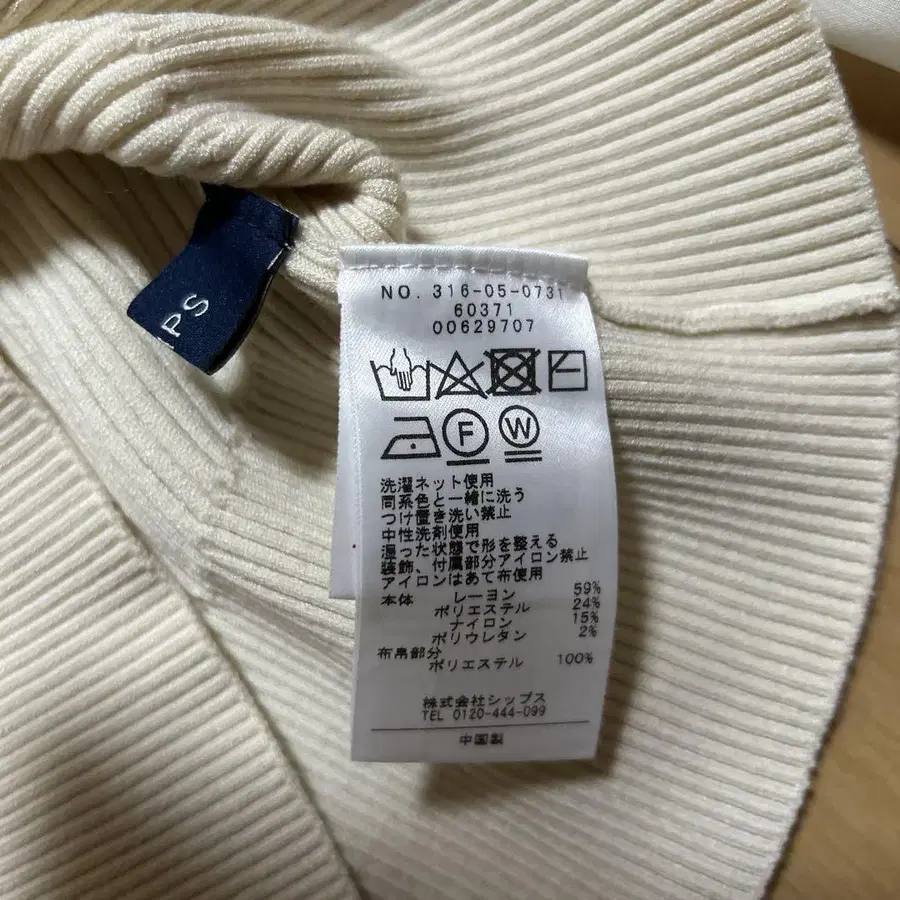 NO. 316-05-0731
60371
00629707
F
W
洗濯ネット使用
同系色と一緒に洗う
つけ置き洗い禁止
中性洗剤使用
湿った状態で形を整える
装飾、付属部分アイロン禁止
アイロンはあて布使用
本体 レーヨン 59%
ポリエステル 24%
ナイロン 15%
ポリウレタン 2%
布帛部分
ポリエステル 100%
株式会社シップス
TEL 0120-444-099
中国製
IPS